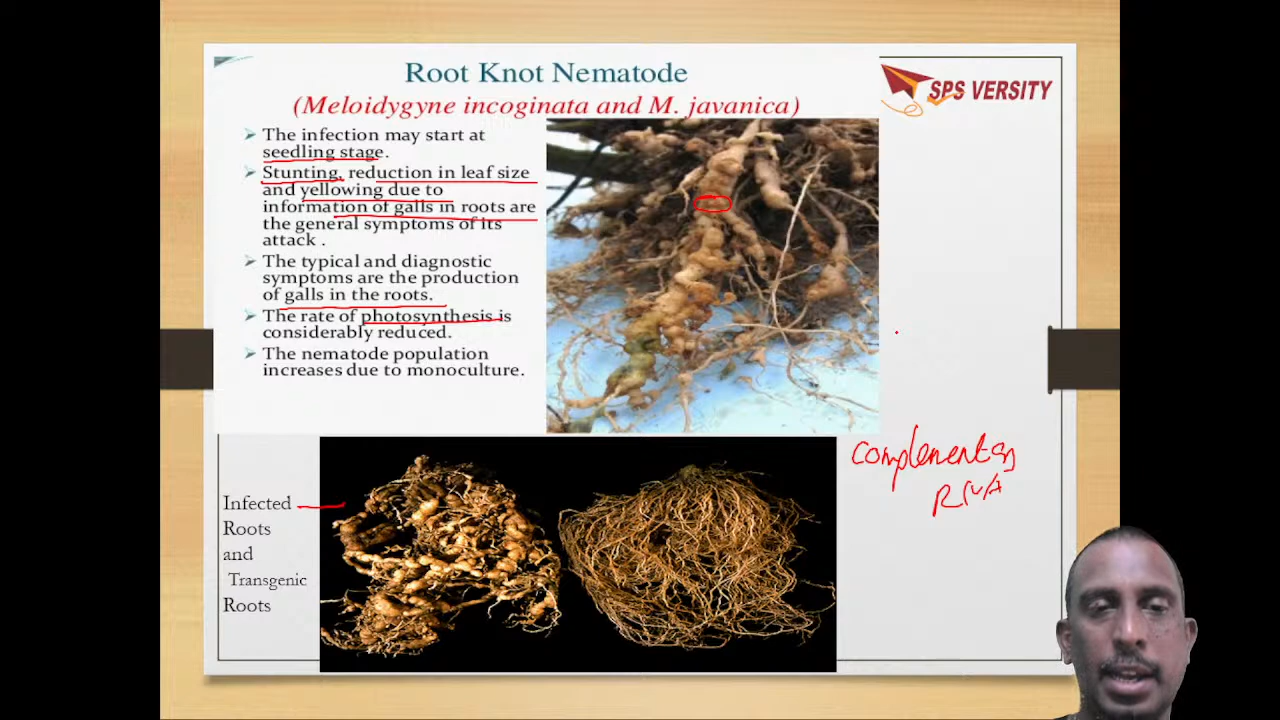 Root Knot Nematode
(Meloidygyne incoginata and M. javanica)
SPS VERSITY
The infection may start at
seedling stage.
Stunting, reduction in leaf size
and yellowing due to
information of galls in roots are
the general symptoms of its
attack .
The typical and diagnostic
symptoms are the production
of galls in the roots.
The rate of photosynthesis is
considerably reduced.
The nematode population
increases due to monoculture.
Infected
Roots
and
Transgenic
Roots
complementary
RNA